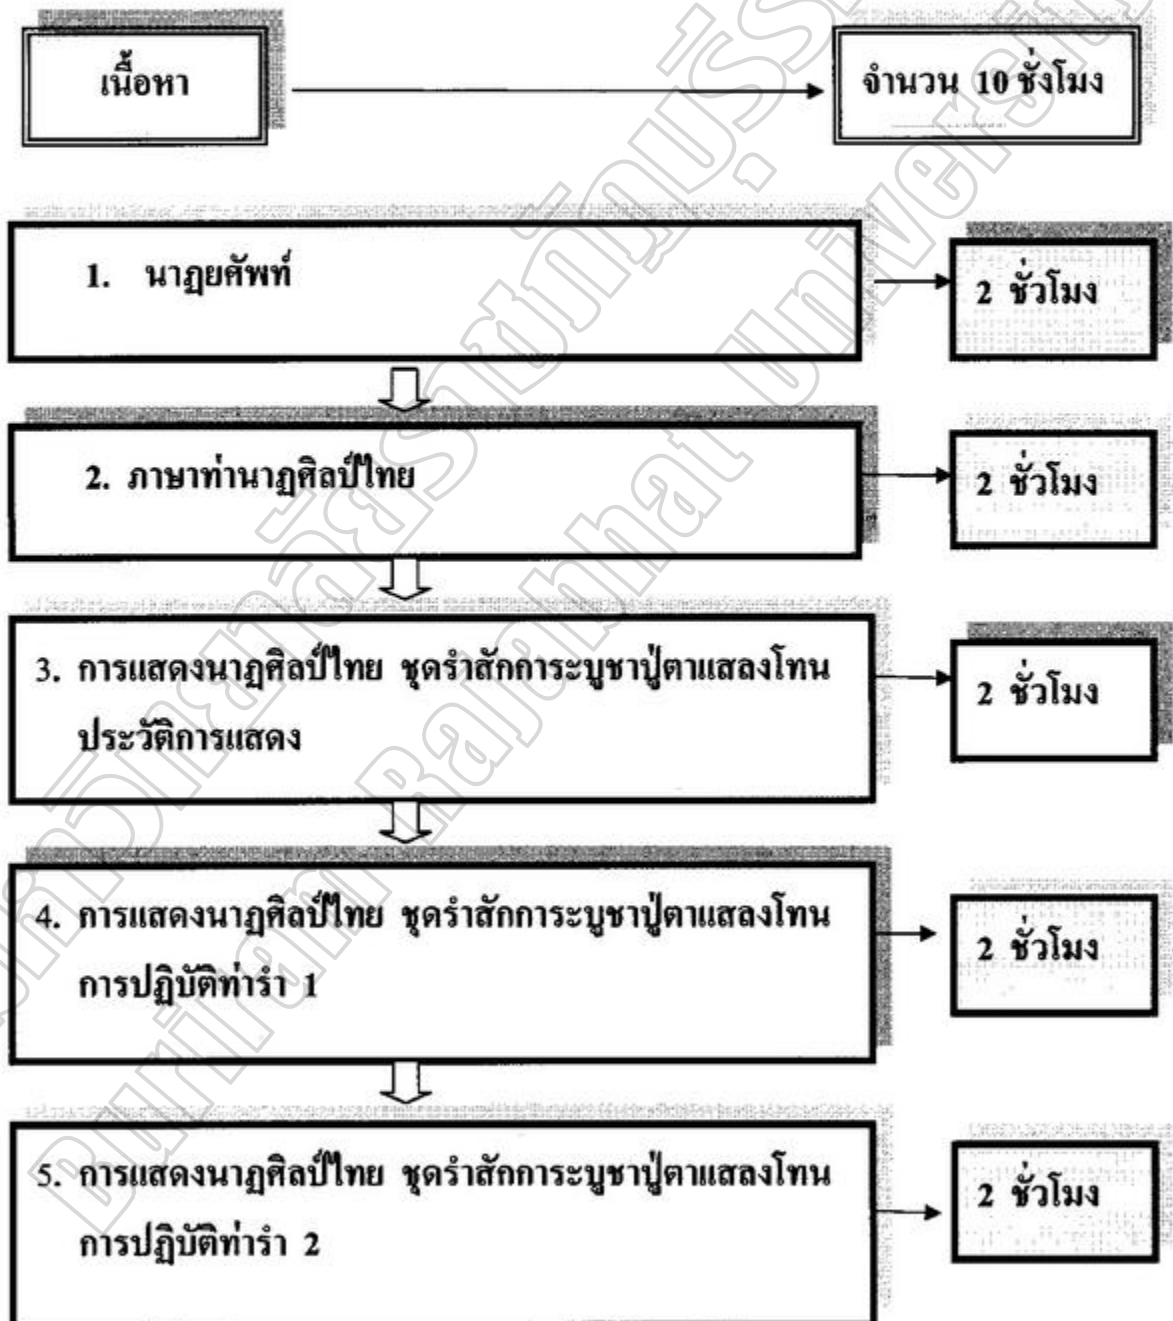 เนื้อหา
จำนวน 10 ชั่งโมง
1. นาฏยศัพท์
2 ชั่วโมง
2. ภาษาท่านาฏศิลป์ไทย
2 ชั่วโมง
3. การแสดงนาฏศิลป์ไทย ชุดรำสักการะบูชาปู่ตาแสลงโทน
ประวัติการแสดง
2 ชั่วโมง
4. การแสดงนาฏศิลป์ไทย ชุดรำสักการะบูชาปู่ตาแสลงโทน
การปฏิบัติท่ารำ 1
2 ชั่วโมง
5. การแสดงนาฏศิลป์ไทย ชุดรำสักการะบูชาปู่ตาแสลงโทน
การปฏิบัติท่ารำ 2
2 ชั่วโมง
Buriram Rajabhat University